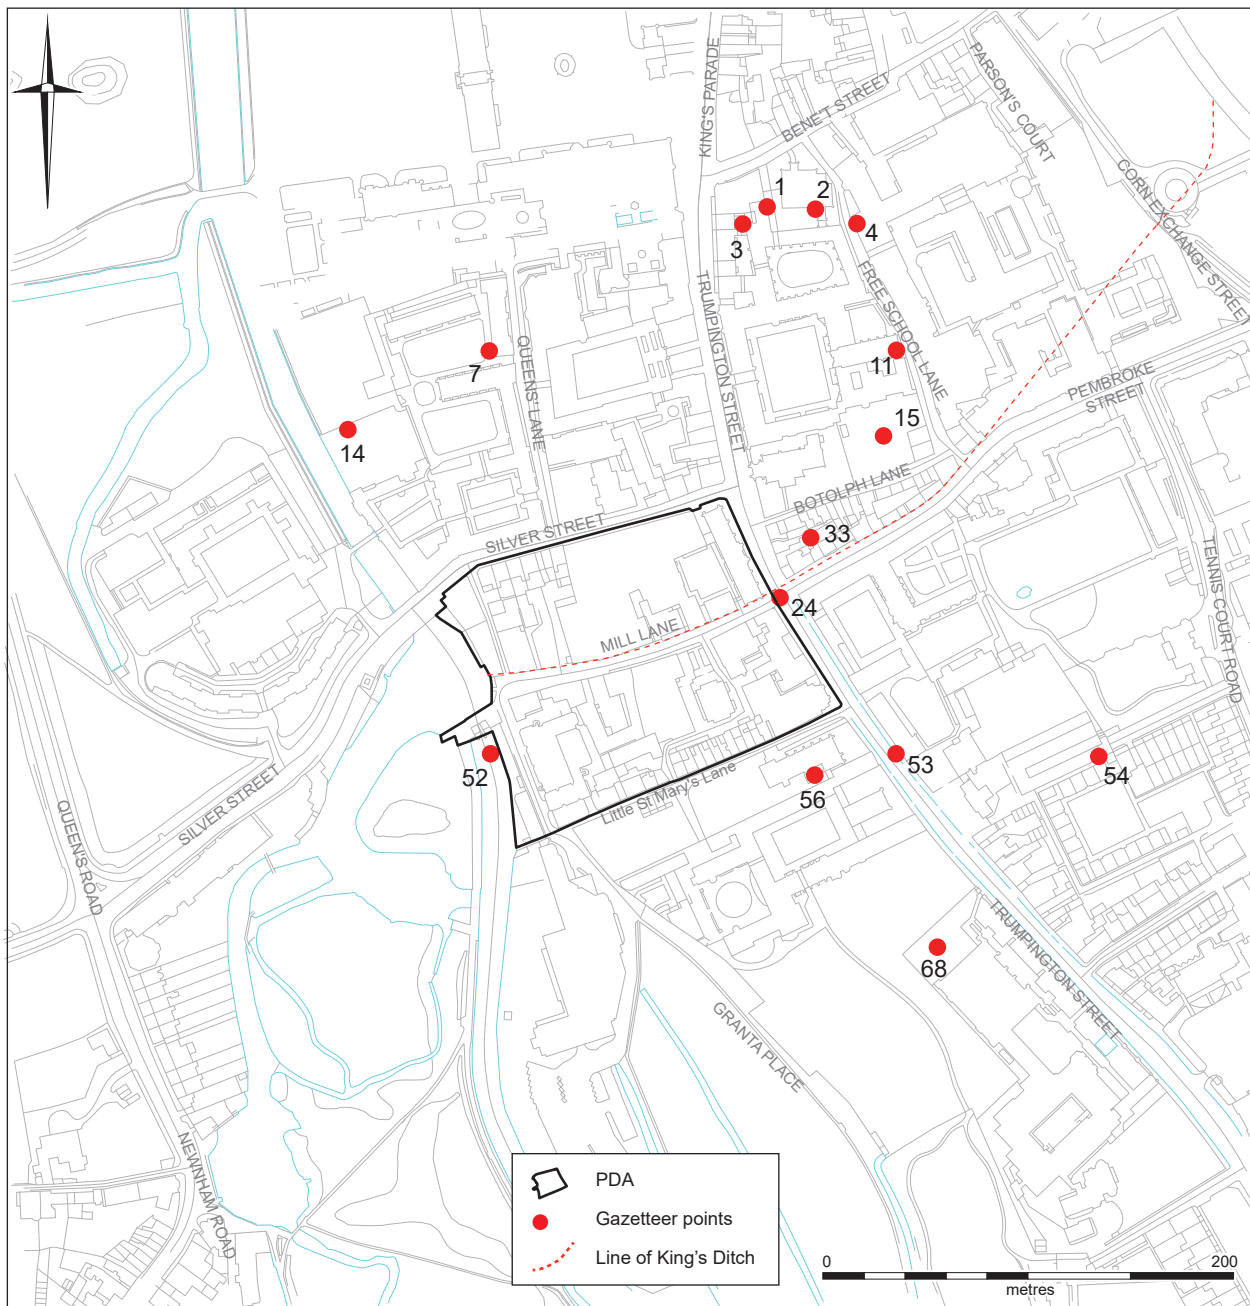 KING'S PARADE
BENE'T STREET
PARSON'S COURT
CORN EXCHANGE STREET
1
2
3
4
TRUMPINGTON STREET
FREE SCHOOL LANE
QUEENS' LANE
7
11
PEMBROKE
STREET
14
15
BOTOLPH LANE
SILVER STREET
33
TENNIS COURT ROAD
24
MILL LANE
52
53
54
56
Little St Mary's Lane
SILVER STREET
QUEEN'S ROAD
68
TRUMPINGTON STREET
GRANTA PLACE
NEWNHAM ROAD
PDA
Gazetteer points
Line of King's Ditch
0
200
metres